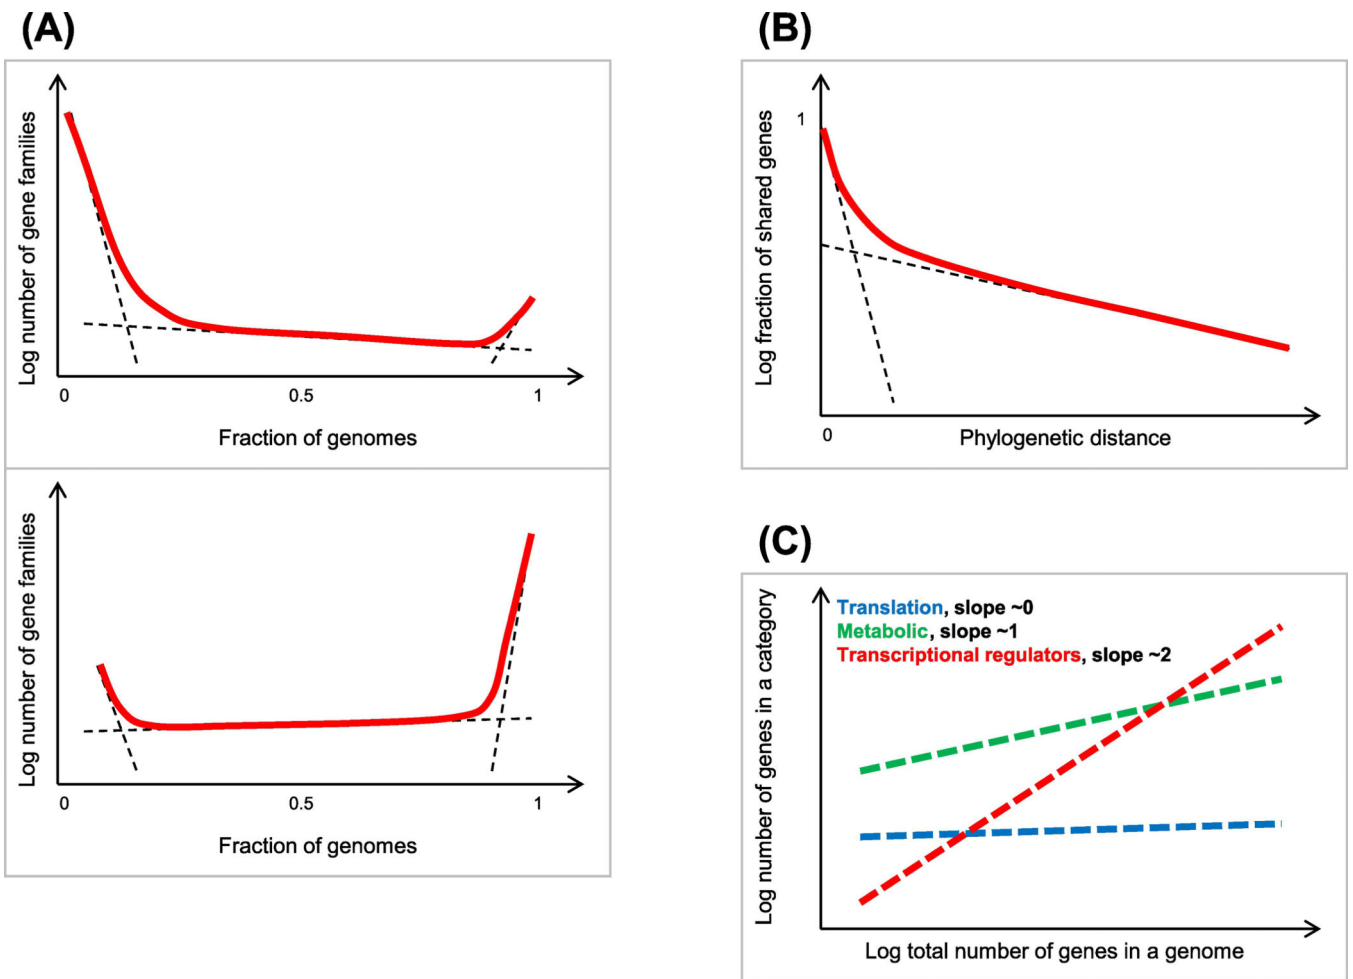 (A)
Log number of gene families
0
0.5
1
Fraction of genomes
Log number of gene families
0
0.5
1
Fraction of genomes
(B)
Log fraction of shared genes
1
0
Phylogenetic distance
(C)
Log number of genes in a category
Translation, slope ~0
Metabolic, slope ~1
Transcriptional regulators, slope ~2
Log total number of genes in a genome